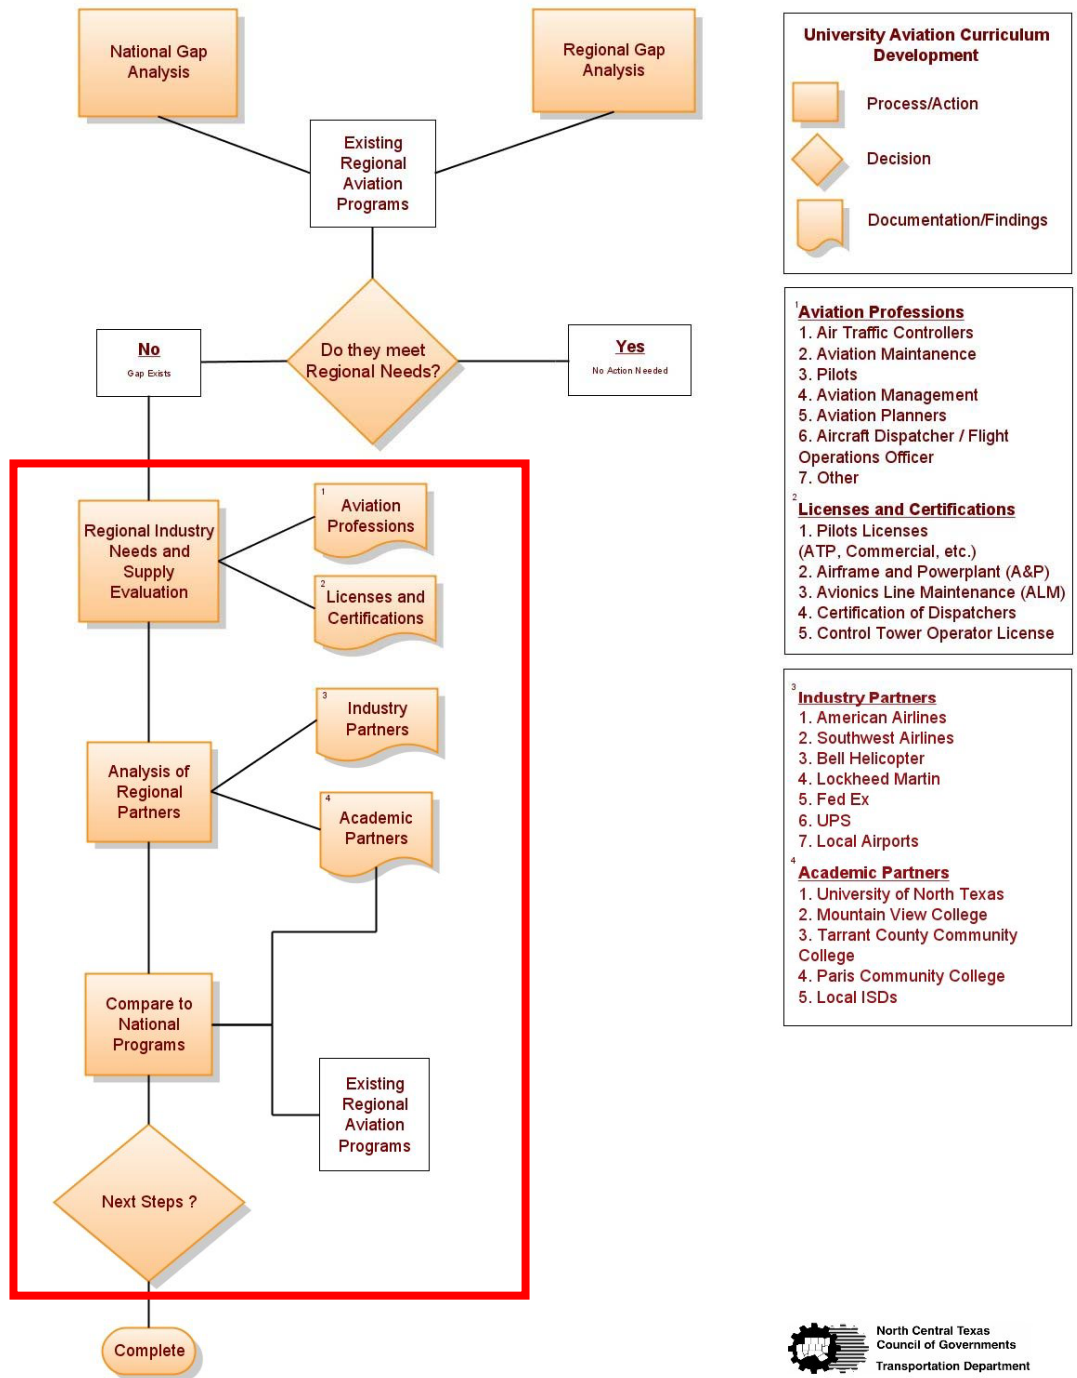 National Gap
Analysis
Regional Gap
Analysis
Existing
Regional
Aviation
Programs
Do they meet
Regional Needs?
No
Gap Exists
Yes
No Action Needed
Regional Industry
Needs and
Supply
Evaluation
1
Aviation
Professions
2
Licenses and
Certifications
Analysis of
Regional
Partners
3
Industry
Partners
4
Academic
Partners
Compare to
National
Programs
Existing
Regional
Aviation
Programs
Next Steps ?
Complete
University Aviation Curriculum
Development
Process/Action
Decision
Documentation/Findings
1
Aviation Professions
1. Air Traffic Controllers
2. Aviation Maintanence
3. Pilots
4. Aviation Management
5. Aviation Planners
6. Aircraft Dispatcher / Flight
Operations Officer
7. Other
2
Licenses and Certifications
1. Pilots Licenses
(ATP, Commercial, etc.)
2. Airframe and Powerplant (A&P)
3. Avionics Line Maintenance (ALM)
4. Certification of Dispatchers
5. Control Tower Operator License
3
Industry Partners
1. American Airlines
2. Southwest Airlines
3. Bell Helicopter
4. Lockheed Martin
5. Fed Ex
6. UPS
7. Local Airports
4
Academic Partners
1. University of North Texas
2. Mountain View College
3. Tarrant County Community
College
4. Paris Community College
5. Local ISDs
North Central Texas
Council of Governments
Transportation Department